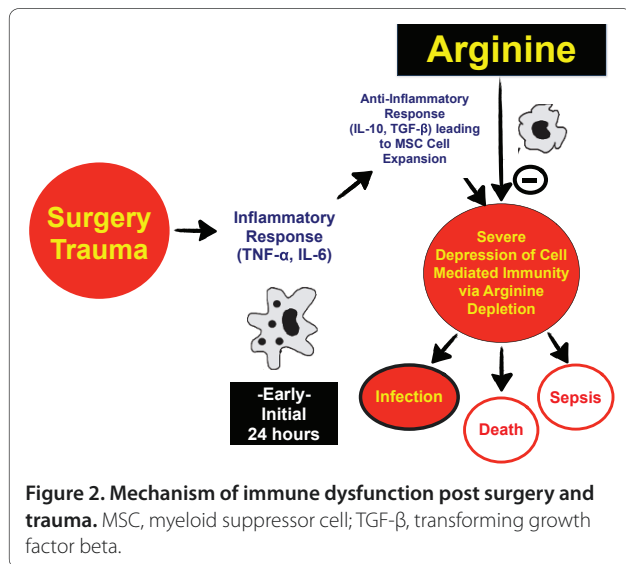 Arginine
Anti-Inflammatory
Response
(IL-10, TGF-β) leading
to MSC Cell
Expansion
Surgery
Trauma
Inflammatory
Response
(TNF-α, IL-6)
Severe
Depression of Cell
Mediated Immunity
via Arginine
Depletion
-Early-
Initial
24 hours
Infection
Death
Sepsis
Figure 2. Mechanism of immune dysfunction post surgery and
trauma. MSC, myeloid suppressor cell; TGF-β, transforming growth
factor beta.